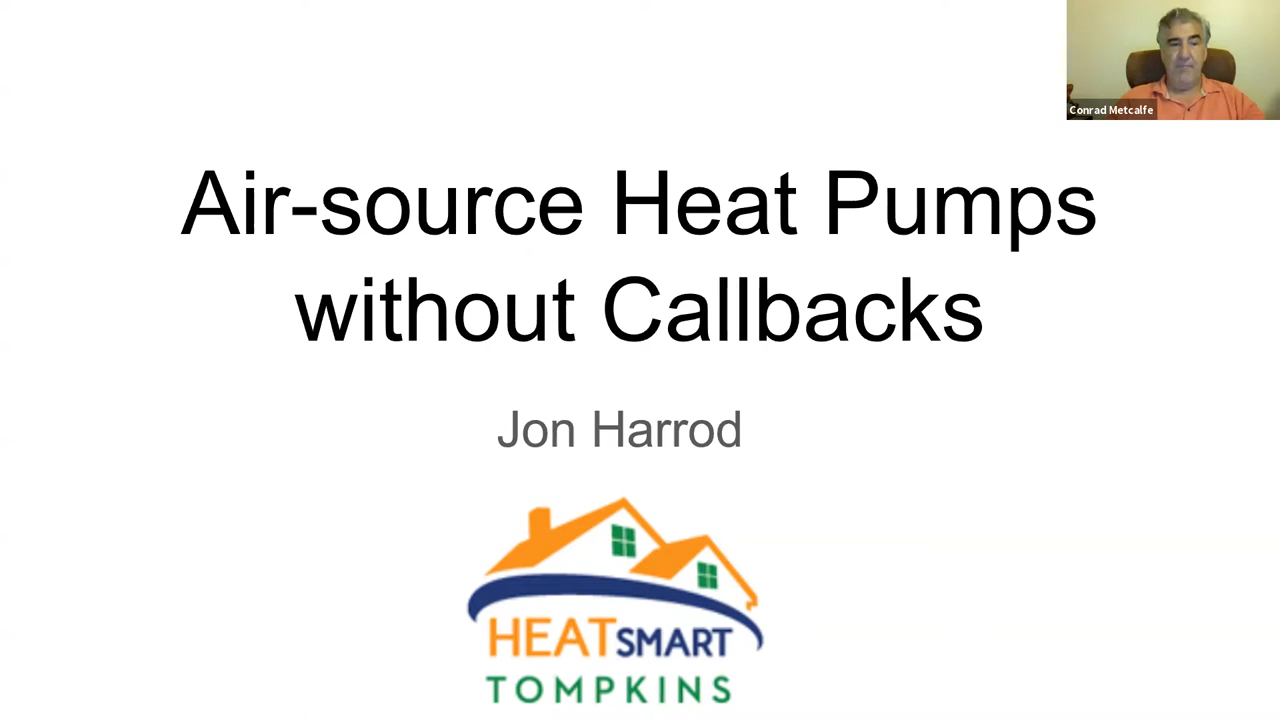 Conrad Metcalfe
Air-source Heat Pumps
without Callbacks
Jon Harrod
HEATSMART
TOMPKINS